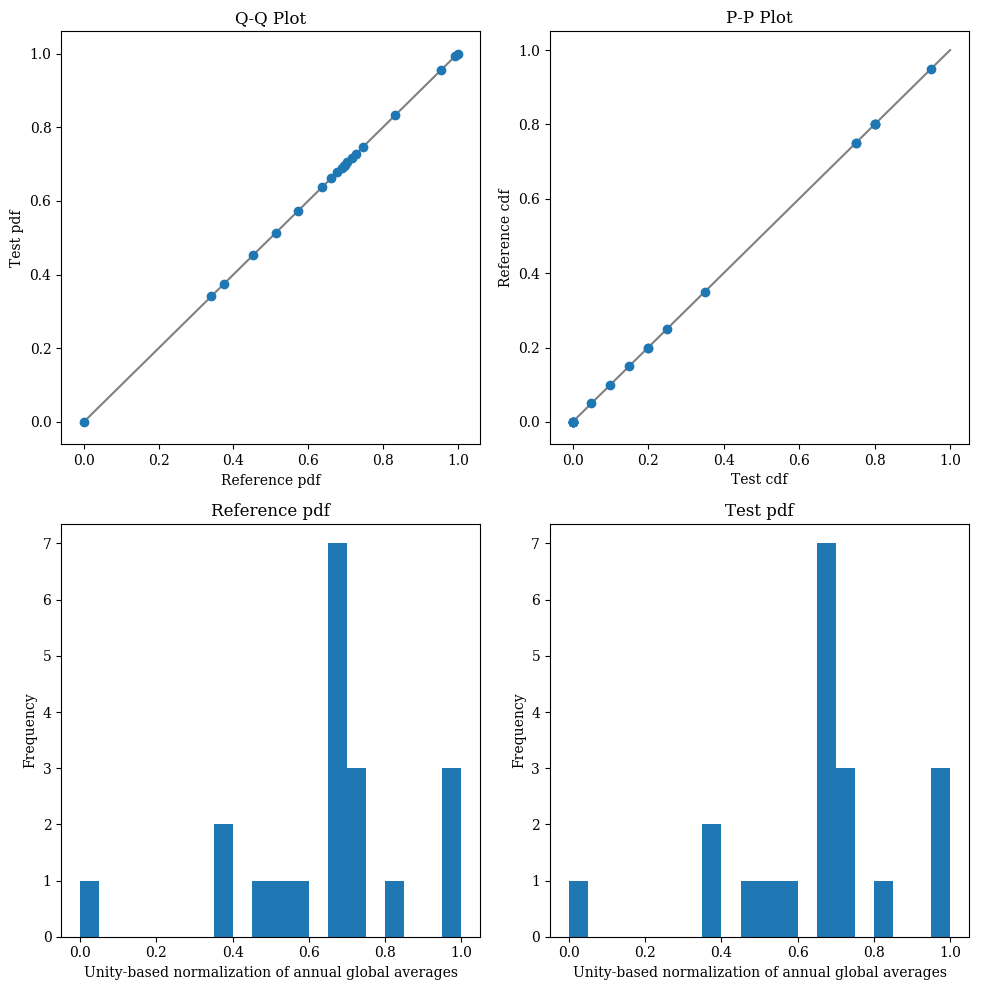 Q-Q Plot
1.0
0.8
0.6
0.4
0.2
0.0
Test pdf
0.0 0.2 0.4 0.6 0.8 1.0
Reference pdf
P-P Plot
1.0
0.8
0.6
0.4
0.2
0.0
Reference cdf
0.0 0.2 0.4 0.6 0.8 1.0
Test cdf
Reference pdf
7
6
5
4
3
2
1
0
Frequency
0.0 0.2 0.4 0.6 0.8 1.0
Unity-based normalization of annual global averages
Test pdf
7
6
5
4
3
2
1
0
Frequency
0.0 0.2 0.4 0.6 0.8 1.0
Unity-based normalization of annual global averages